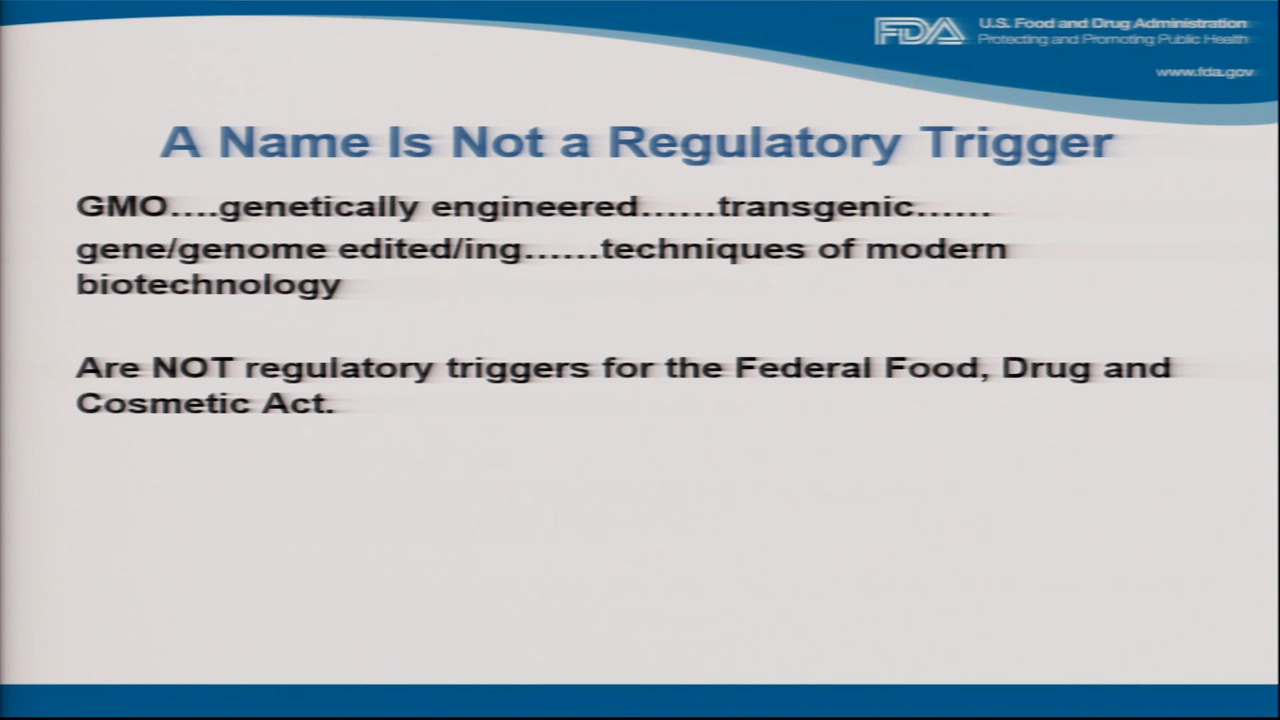 FDA
U.S. Food and Drug Administration
Protecting and Promoting Public Health
www.fda.gov
A Name Is Not a Regulatory Trigger
GMO....genetically engineered......transgenic......
gene/genome edited/ing......techniques of modern
biotechnology
Are NOT regulatory triggers for the Federal Food, Drug and
Cosmetic Act.